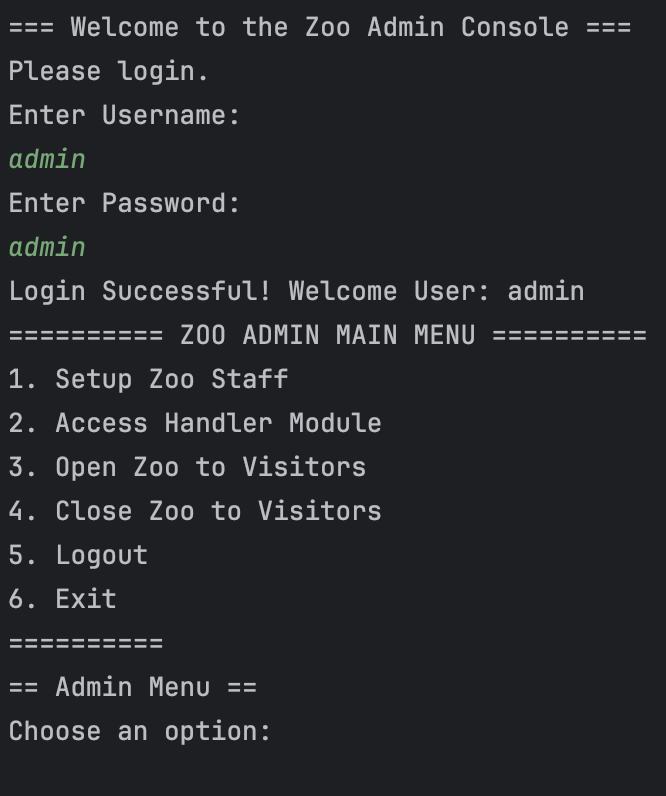 === Welcome to the Zoo Admin Console ===
Please login.
Enter Username:
admin
Enter Password:
admin
Login Successful! Welcome User: admin
========== ZOO ADMIN MAIN MENU ==========
1. Setup Zoo Staff
2. Access Handler Module
3. Open Zoo to Visitors
4. Close Zoo to Visitors
5. Logout
6. Exit
==========
== Admin Menu ==
Choose an option: